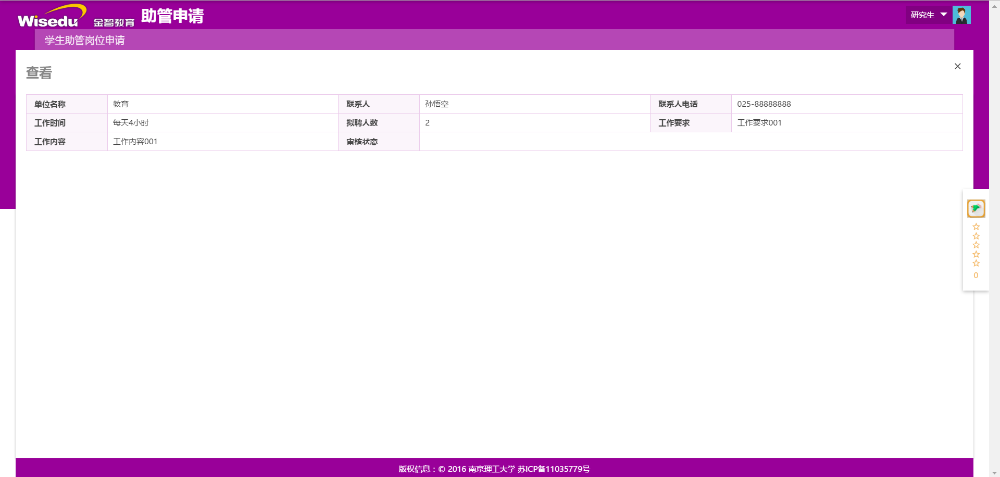 Wisedu 金智教育 助管申请 研究生
学生助管岗位申请
查看
单位名称 教育 联系人 孙悟空 联系人电话 025-88888888
工作时间 每天4小时 拟聘人数 2 工作要求 工作要求001
工作内容 工作内容001 审核状态
0
版权信息：© 2016 南京理工大学 苏ICP备11035779号